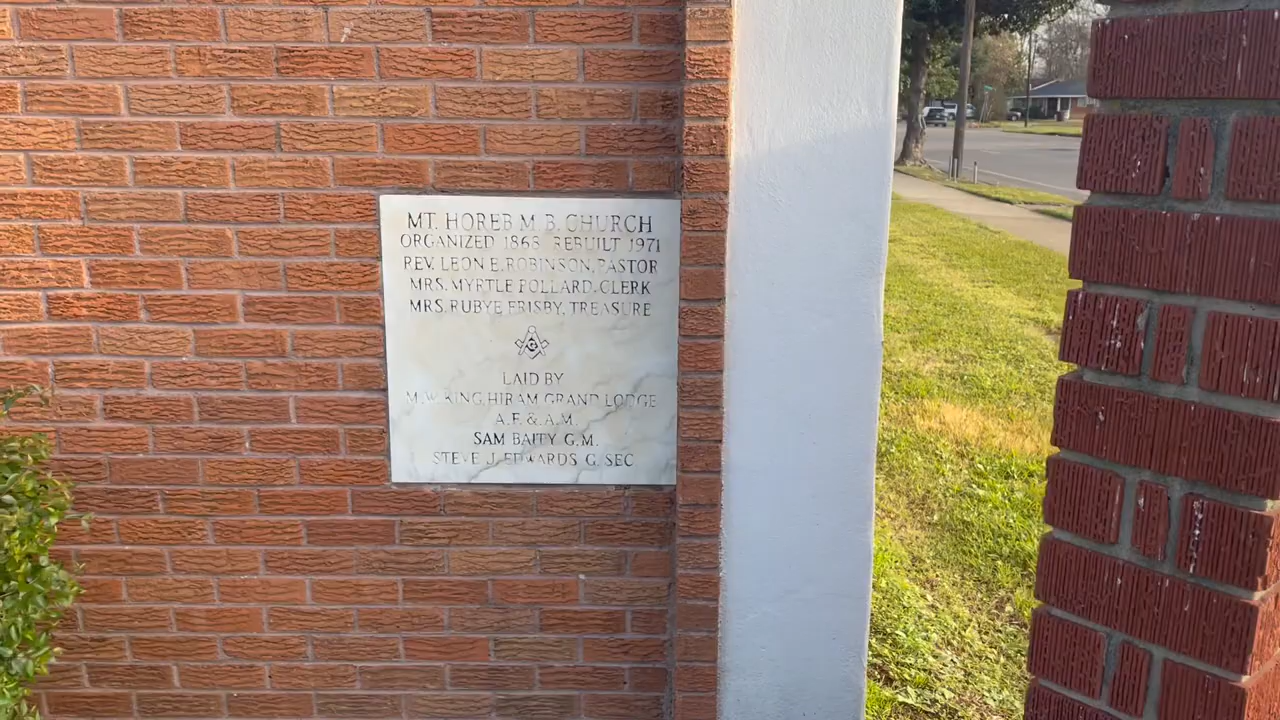 MT. HOREB M. B. CHURCH
ORGANIZED 1868 REBUILT 1971
REV. LEON E. ROBINSON, PASTOR
MRS. MYRTLE POLLARD, CLERK
MRS. RUBYE FRISBY, TREASURE
G
LAID BY
M.W. KING HIRAM GRAND LODGE
A.F. & A.M.
SAM BAITY G.M.
STEVE J. EDWARDS G. SEC